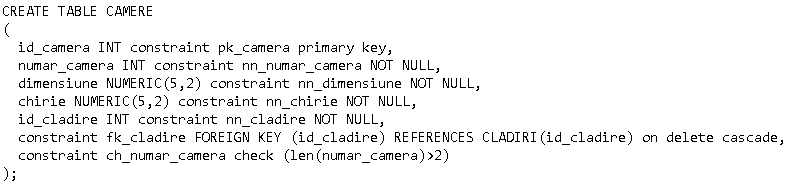 CREATE TABLE CAMERE
(
  id_camera INT constraint pk_camera primary key,
  numar_camera INT constraint nn_numar_camera NOT NULL,
  dimensiune NUMERIC(5,2) constraint nn_dimensiune NOT NULL,
  chirie NUMERIC(5,2) constraint nn_chirie NOT NULL,
  id_cladire INT constraint nn_cladire NOT NULL,
  constraint fk_cladire FOREIGN KEY (id_cladire) REFERENCES CLADIRI(id_cladire) on delete cascade,
  constraint ch_numar_camera check (len(numar_camera)>2)
);